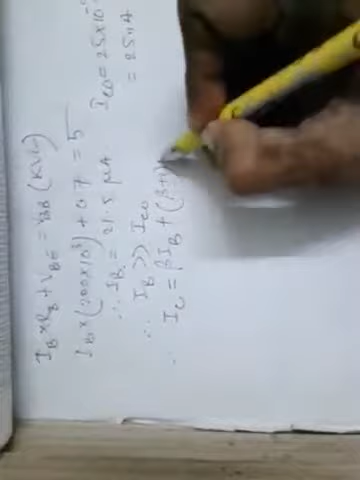 I_B × R_B + V_BE = V_BB (KVL)
I_B × (200×10³) + 0.7 = 5
∴ I_B = 21.5 μA
∴ I_B >> I_CO
∴ I_C = βI_B + (β+1)
I_CO = 25×10
= 25 nA